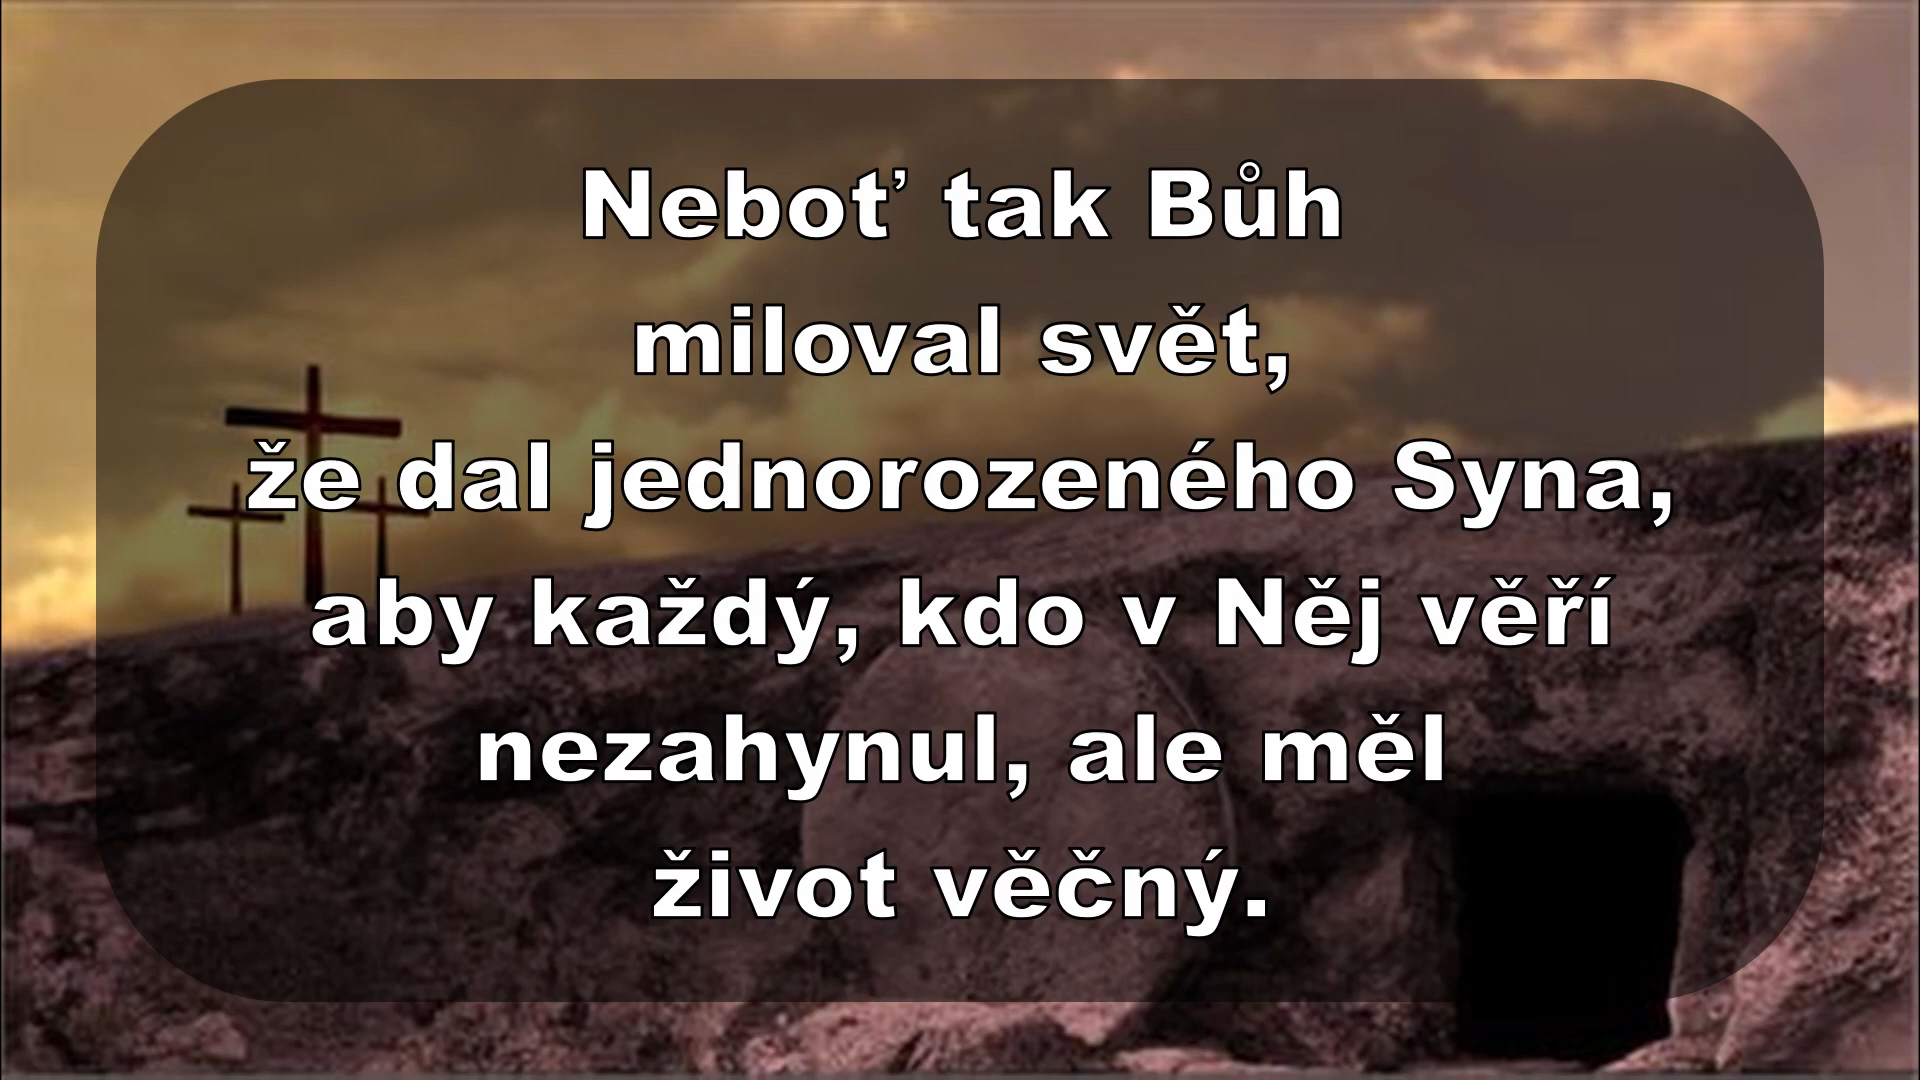 Neboť tak Bůh
miloval svět,
že dal jednorozeného Syna,
aby každý, kdo v Něj věří
nezahynul, ale měl
život věčný.